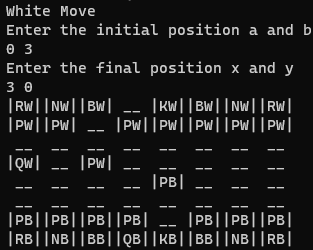 White Move
Enter the initial position a and b
0 3
Enter the final position x and y
3 0
|RW||NW||BW| __ |KW||BW||NW||RW|
|PW||PW| __ |PW||PW||PW||PW||PW|
 __  __  __  __  __  __  __  __
|QW| __ |PW| __  __  __  __  __
 __  __  __  __ |PB| __  __  __
 __  __  __  __  __  __  __  __
|PB||PB||PB||PB| __ |PB||PB||PB|
|RB||NB||BB||QB||KB||BB||NB||RB|